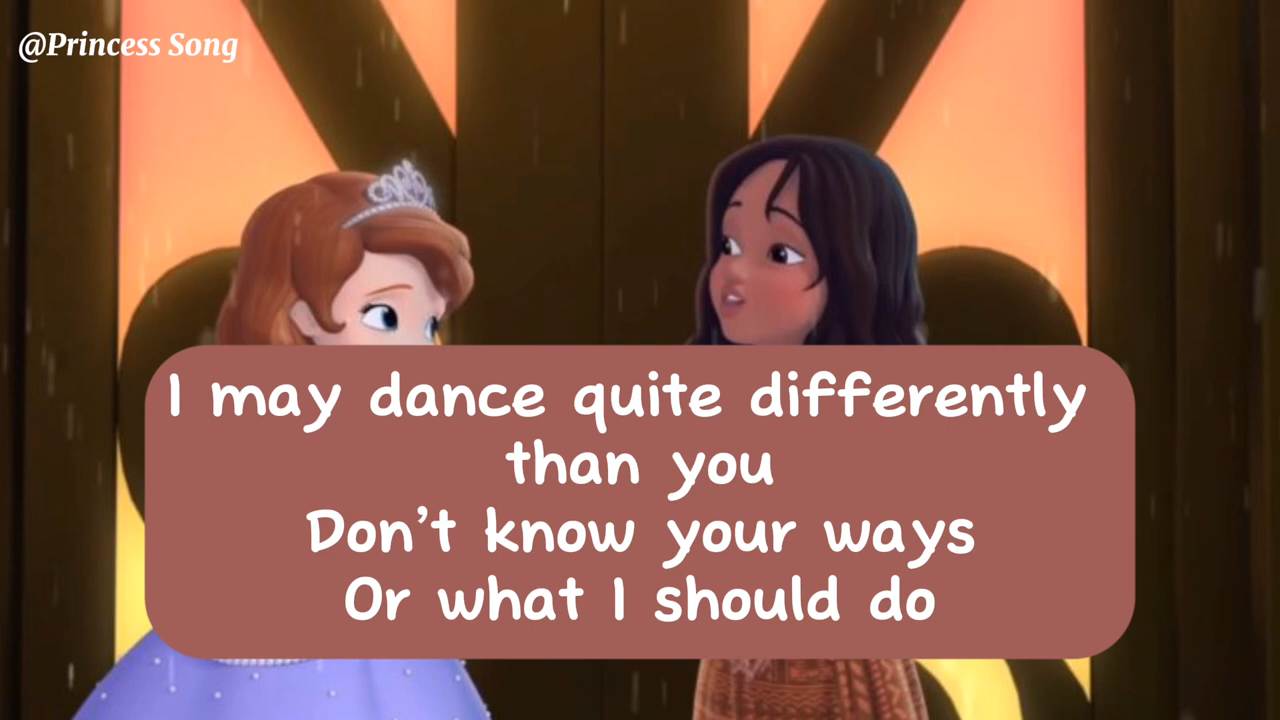 @Princess Song
I may dance quite differently
than you
Don't know your ways
Or what I should do